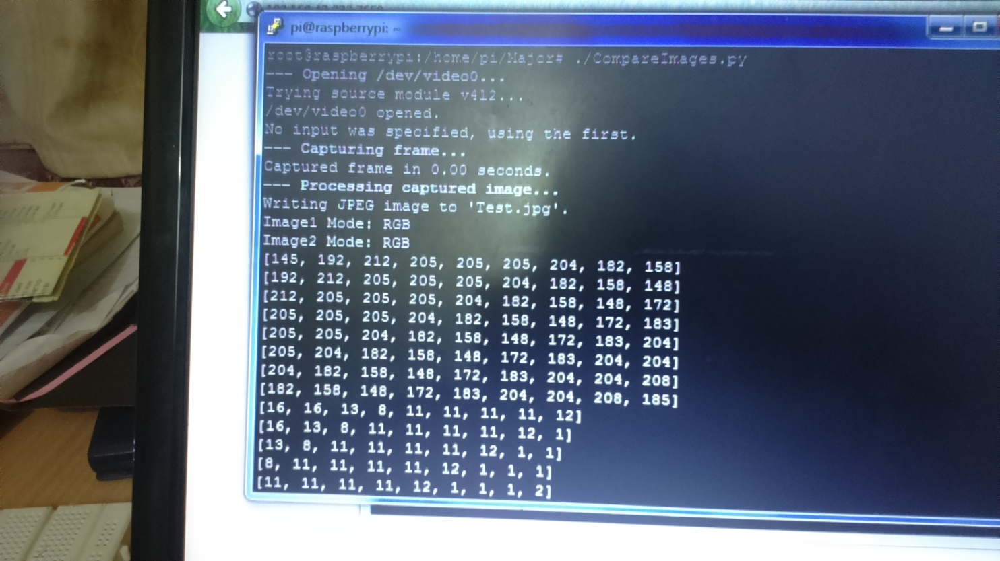 pi@raspberrypi: ~
root@raspberrypi:/home/pi/Major# ./CompareImages.py
--- Opening /dev/video0...
Trying source module v4l2...
/dev/video0 opened.
No input was specified, using the first.
--- Capturing frame...
Captured frame in 0.00 seconds.
--- Processing captured image...
Writing JPEG image to 'Test.jpg'.
Image1 Mode: RGB
Image2 Mode: RGB
[145, 192, 212, 205, 205, 205, 204, 182, 158]
[192, 212, 205, 205, 205, 204, 182, 158, 148]
[212, 205, 205, 205, 204, 182, 158, 148, 172]
[205, 205, 205, 204, 182, 158, 148, 172, 183]
[205, 205, 204, 182, 158, 148, 172, 183, 204]
[205, 204, 182, 158, 148, 172, 183, 204, 204]
[204, 182, 158, 148, 172, 183, 204, 204, 208]
[182, 158, 148, 172, 183, 204, 204, 208, 185]
[16, 16, 13, 8, 11, 11, 11, 11, 12]
[16, 13, 8, 11, 11, 11, 11, 12, 1]
[13, 8, 11, 11, 11, 11, 12, 1, 1]
[8, 11, 11, 11, 11, 12, 1, 1, 1]
[11, 11, 11, 11, 12, 1, 1, 1, 2]